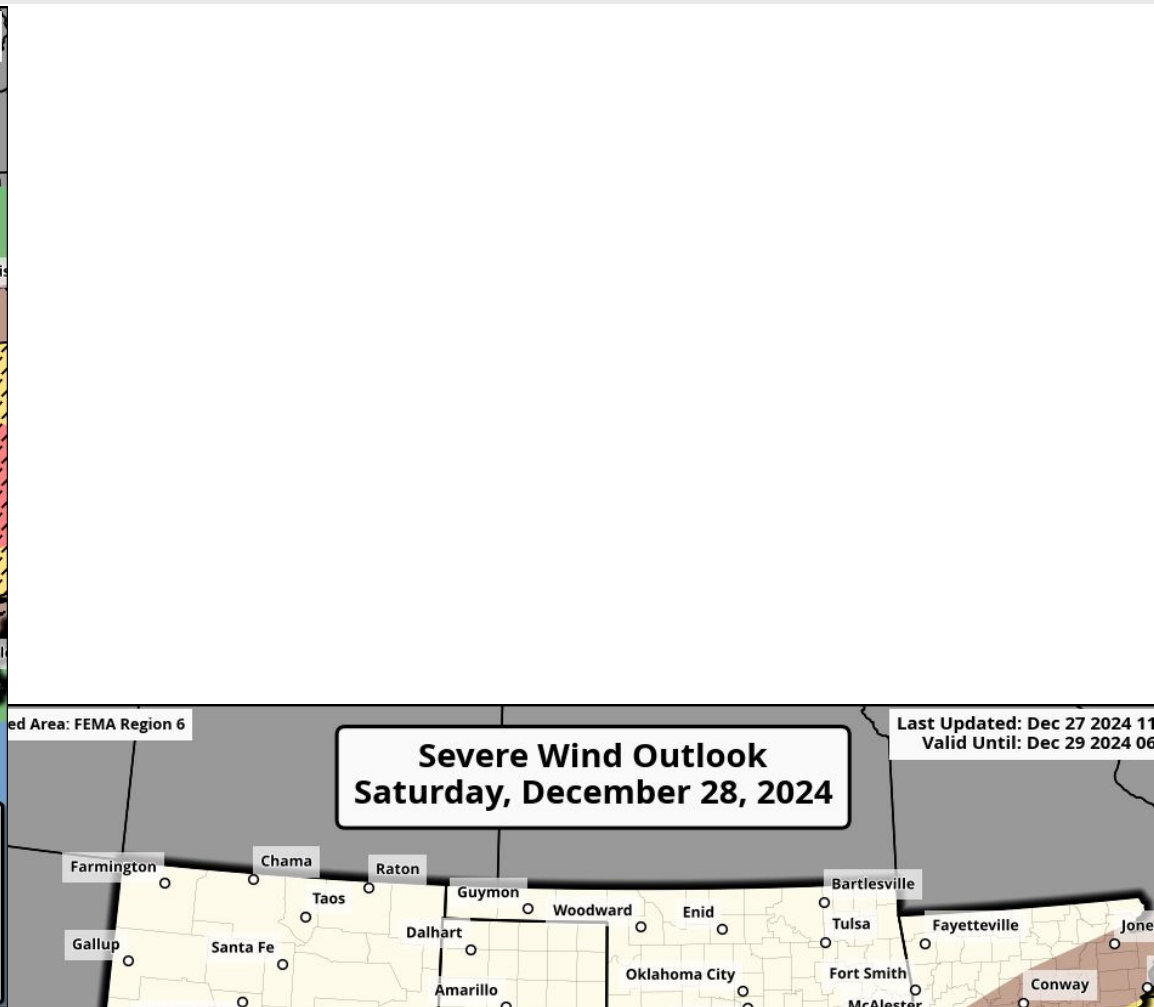 ed Area: FEMA Region 6
Severe Wind Outlook
Saturday, December 28, 2024
Last Updated: Dec 27 2024 11
Valid Until: Dec 29 2024 06
Farmington
Chama
Raton
Guymon
Bartlesville
Taos
Woodward
Enid
Tulsa
Fayetteville
Jone
Gallup
Santa Fe
Dalhart
Oklahoma City
Fort Smith
Conway
Amarillo
McAlester